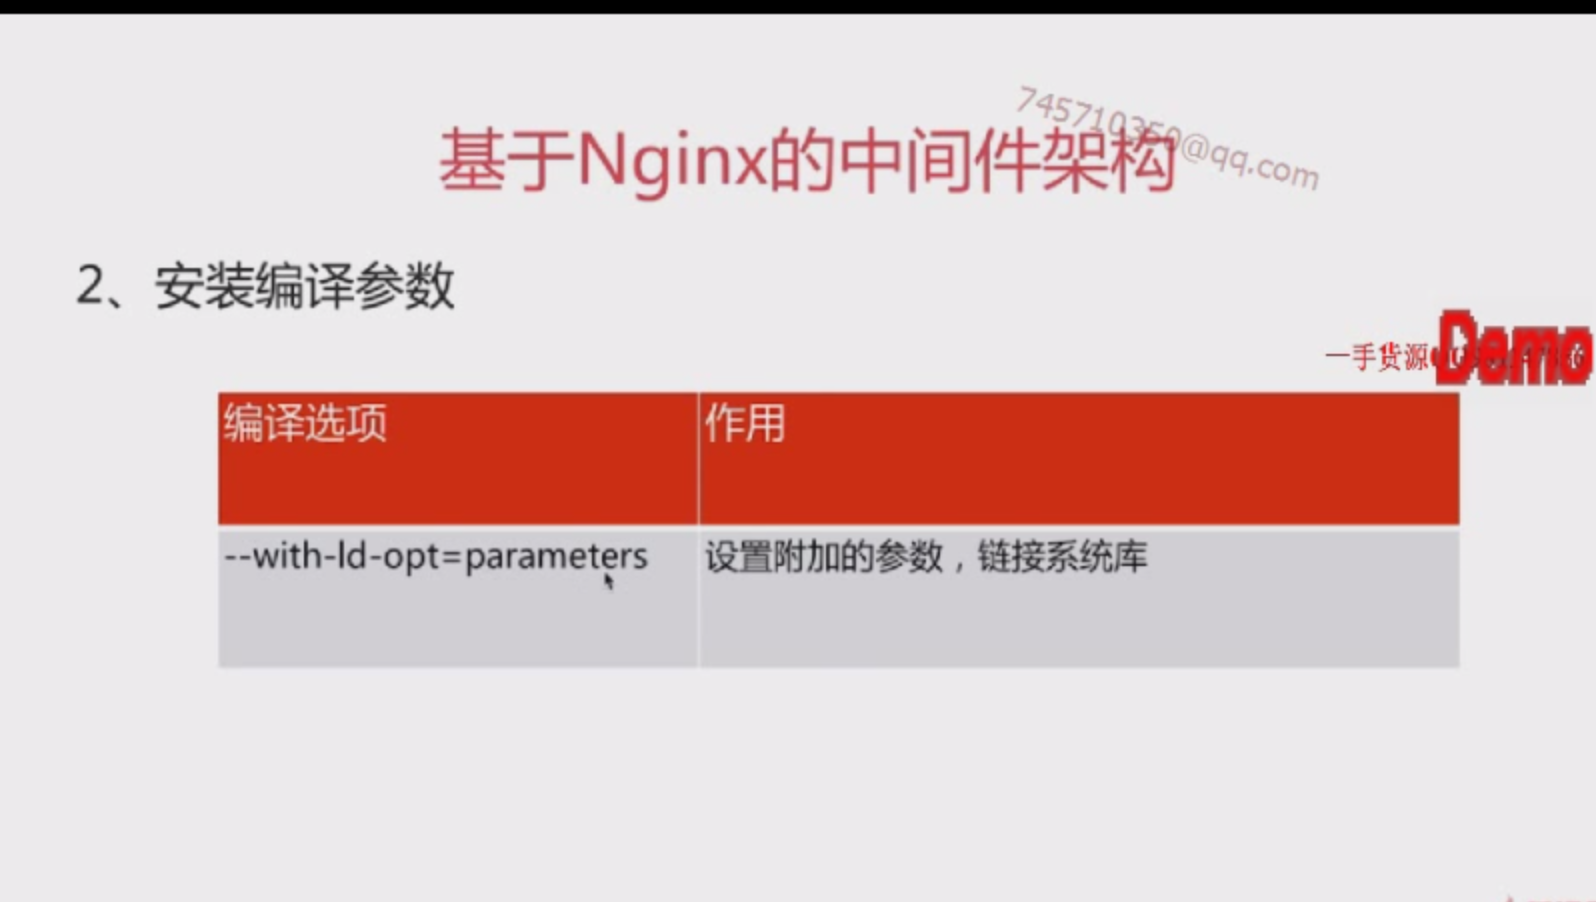 745710350@qq.com
基于Nginx的中间件架构
2、安装编译参数
一手货源
Demo
编译选项
作用
--with-ld-opt=parameters
设置附加的参数，链接系统库